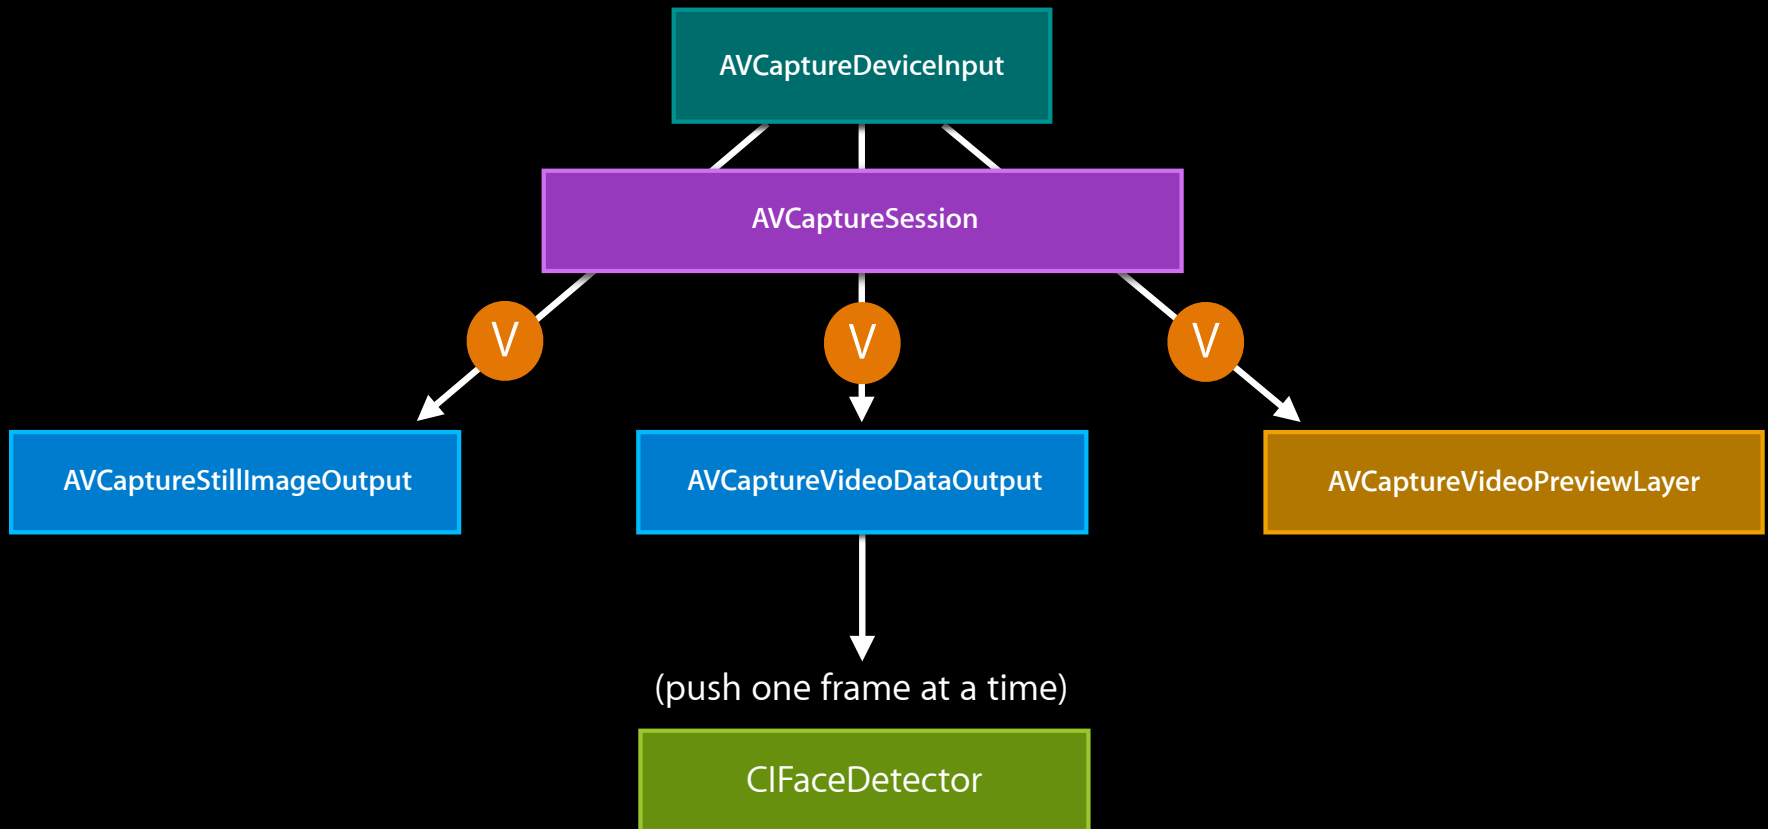 AVCaptureDeviceInput
AVCaptureSession
V
V
V
AVCaptureStillImageOutput
AVCaptureVideoDataOutput
AVCaptureVideoPreviewLayer
(push one frame at a time)
CIFaceDetector